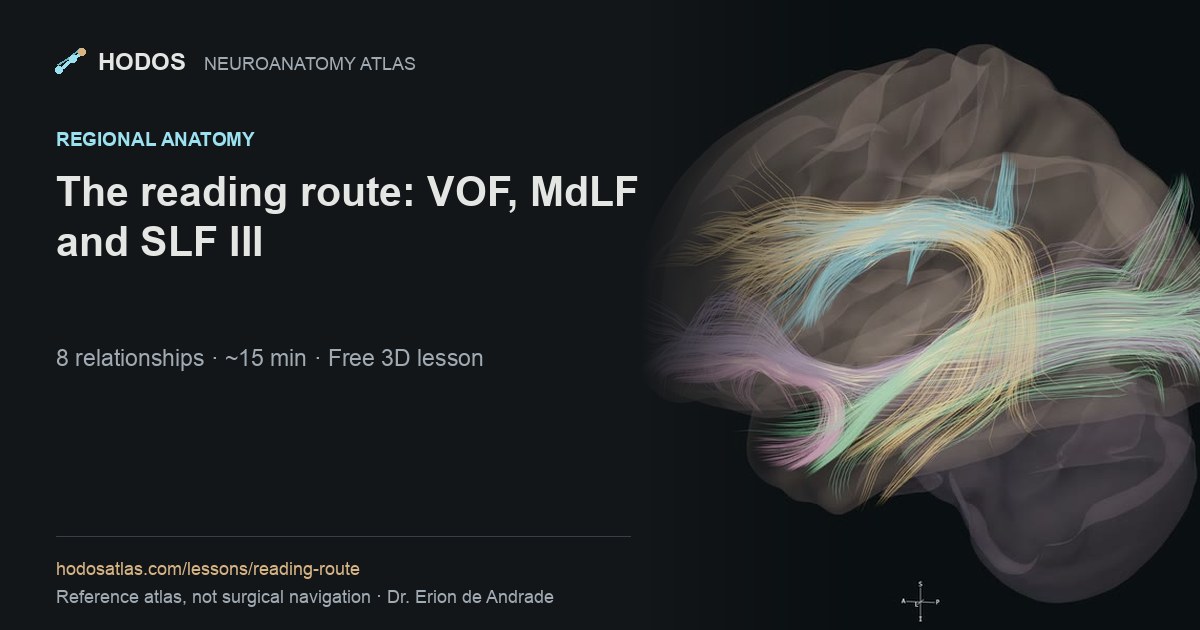 HODOS NEUROANATOMY ATLAS
REGIONAL ANATOMY
The reading route: VOF, MdLF
and SLF III
8 relationships · ~15 min · Free 3D lesson
hodosatlas.com/lessons/reading-route
Reference atlas, not surgical navigation · Dr. Erion de Andrade
S
A L P
I